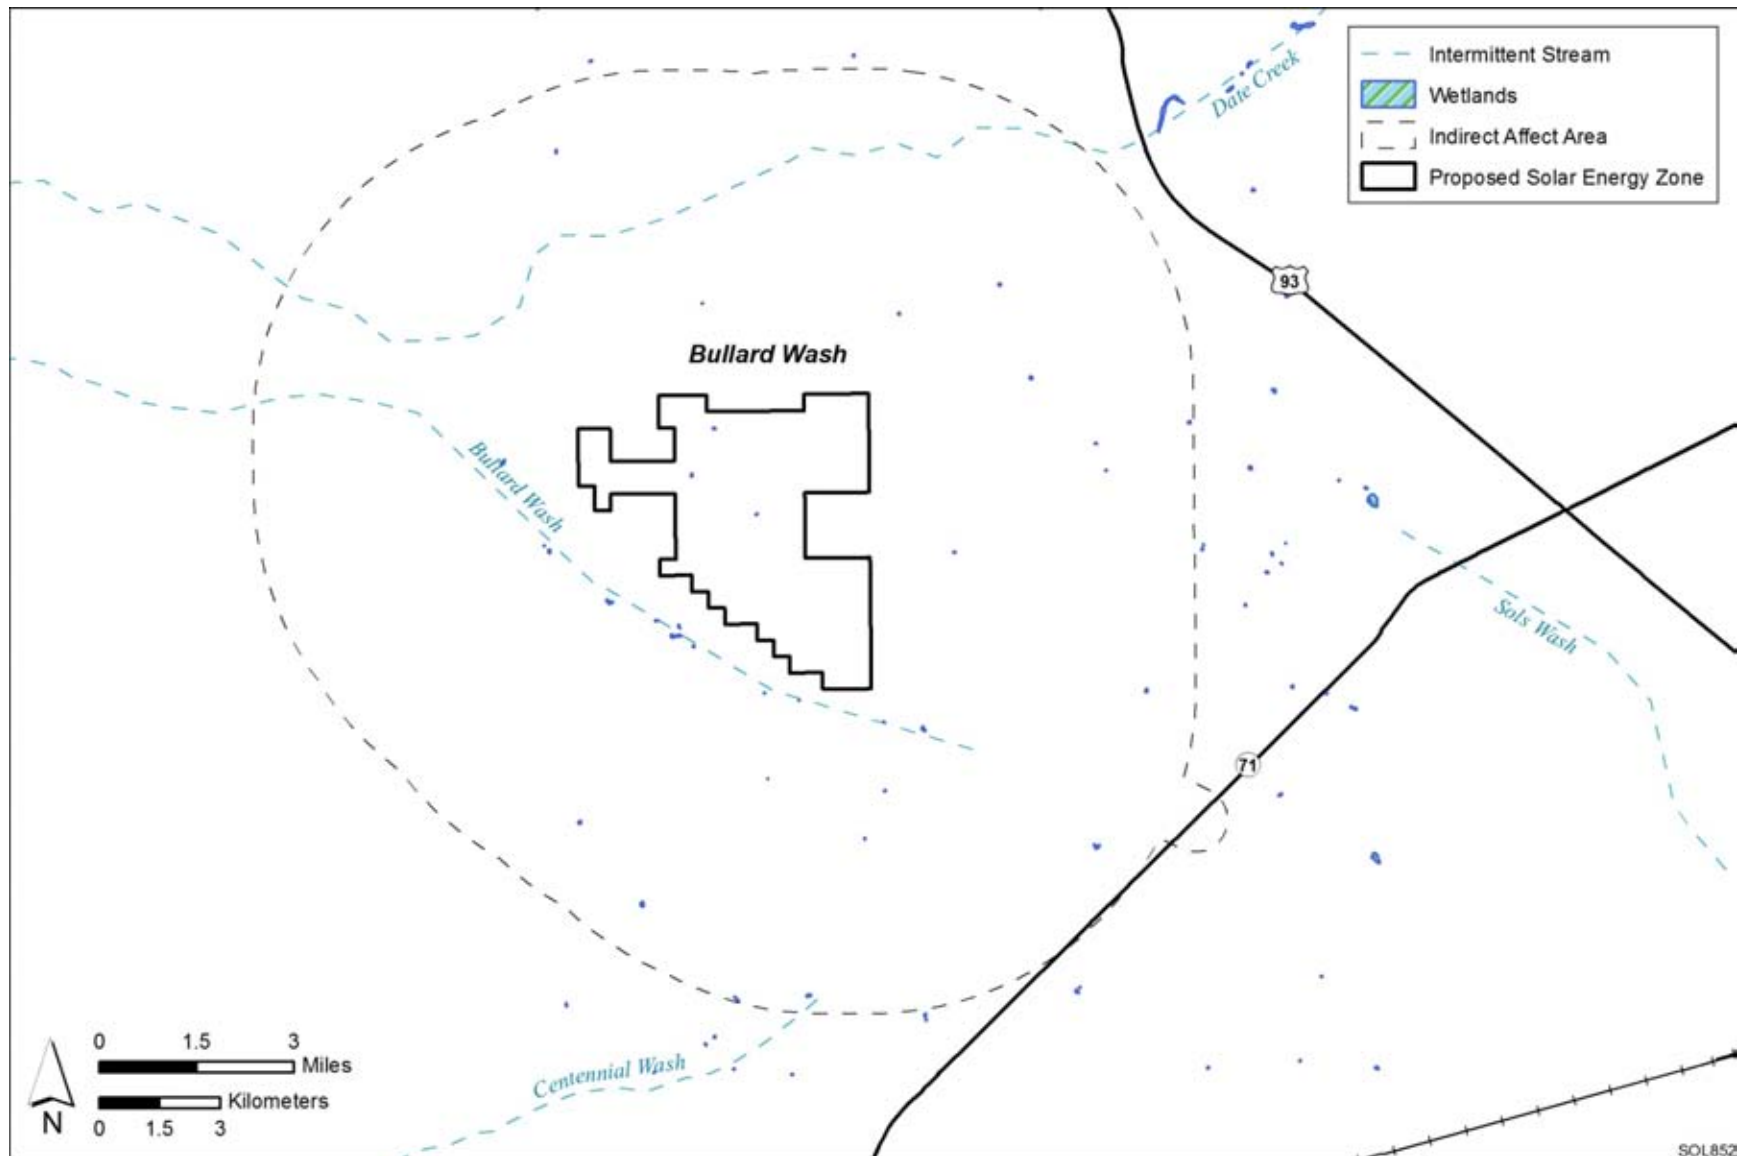 Intermittent Stream
Wetlands
Indirect Affect Area
Proposed Solar Energy Zone
Date Creek
93
Bullard Wash
Bullard Wash
Sols Wash
71
Centennial Wash
0 1.5 3
Miles
Kilometers
0 1.5 3
N
SOL852